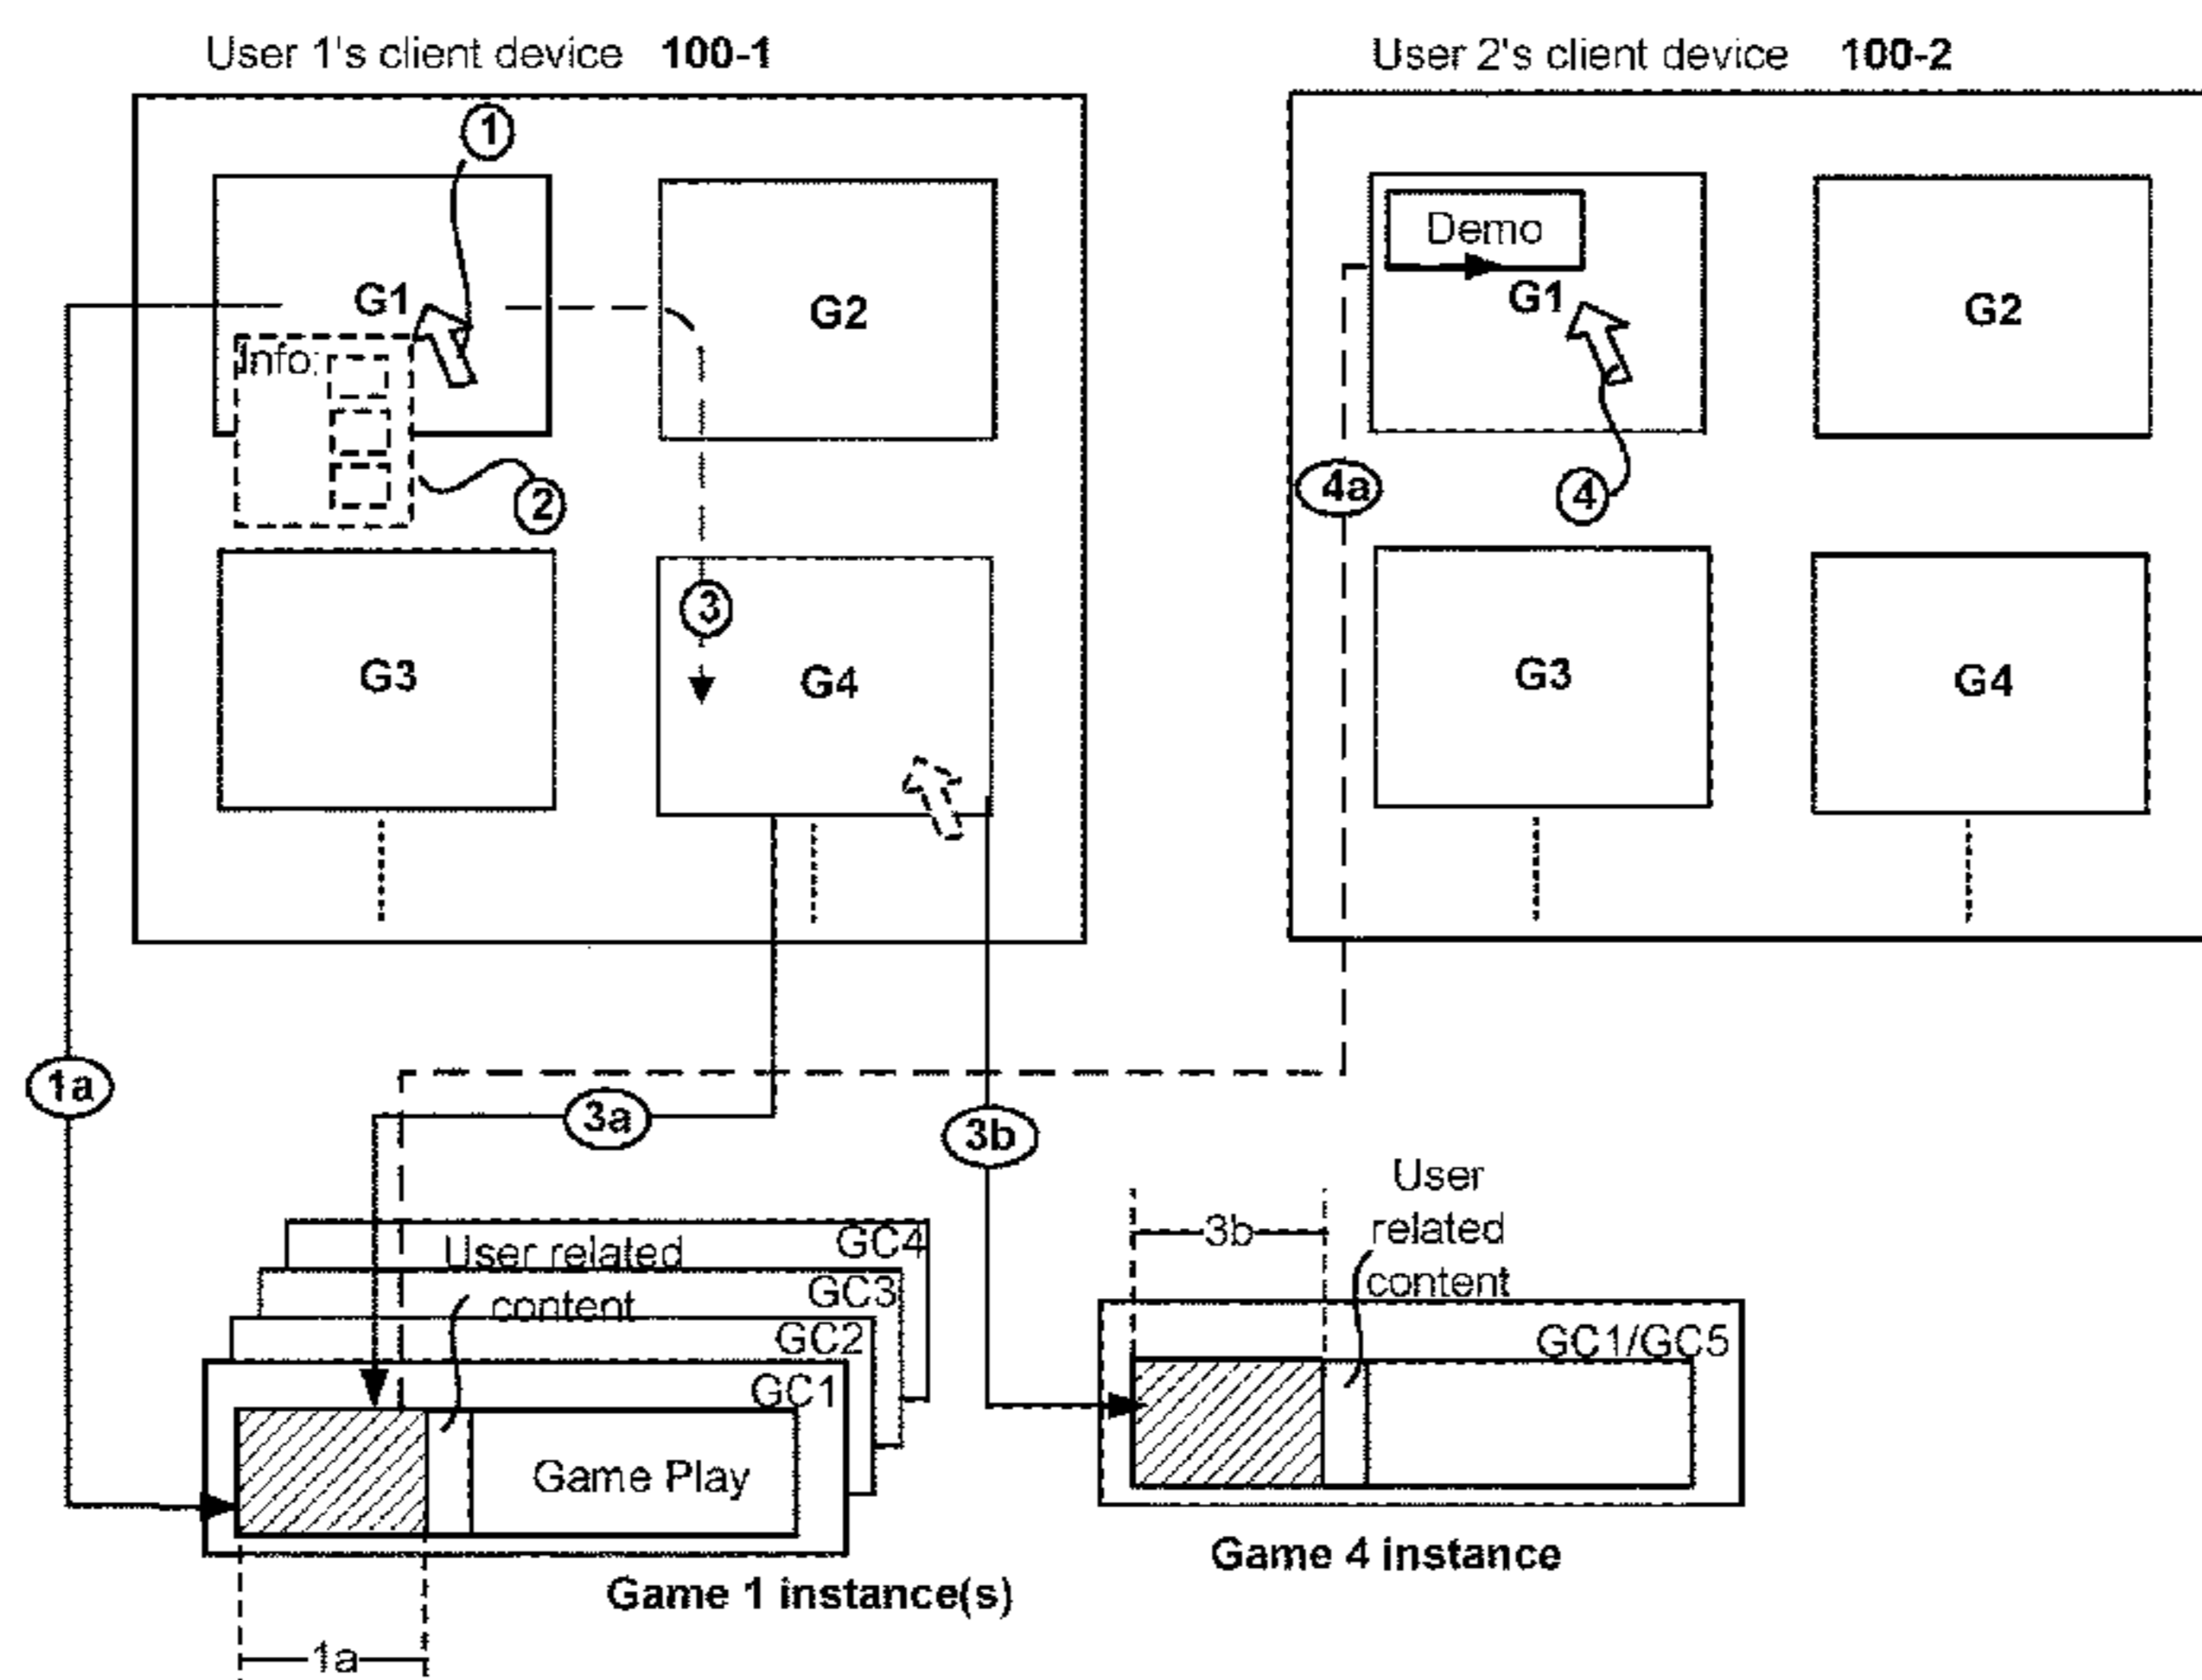 User 1's client device 100-1
User 2's client device 100-2
1
G1
G2
Info:
2
3
G3
G4
Demo
G1
G2
4a
4
G3
G4
1a
3a
3b
GC4
User related
GC3
content
GC2
GC1
Game Play
Game 1 instance(s)
1a
3b
User
related
content
GC1/GC5
Game 4 instance